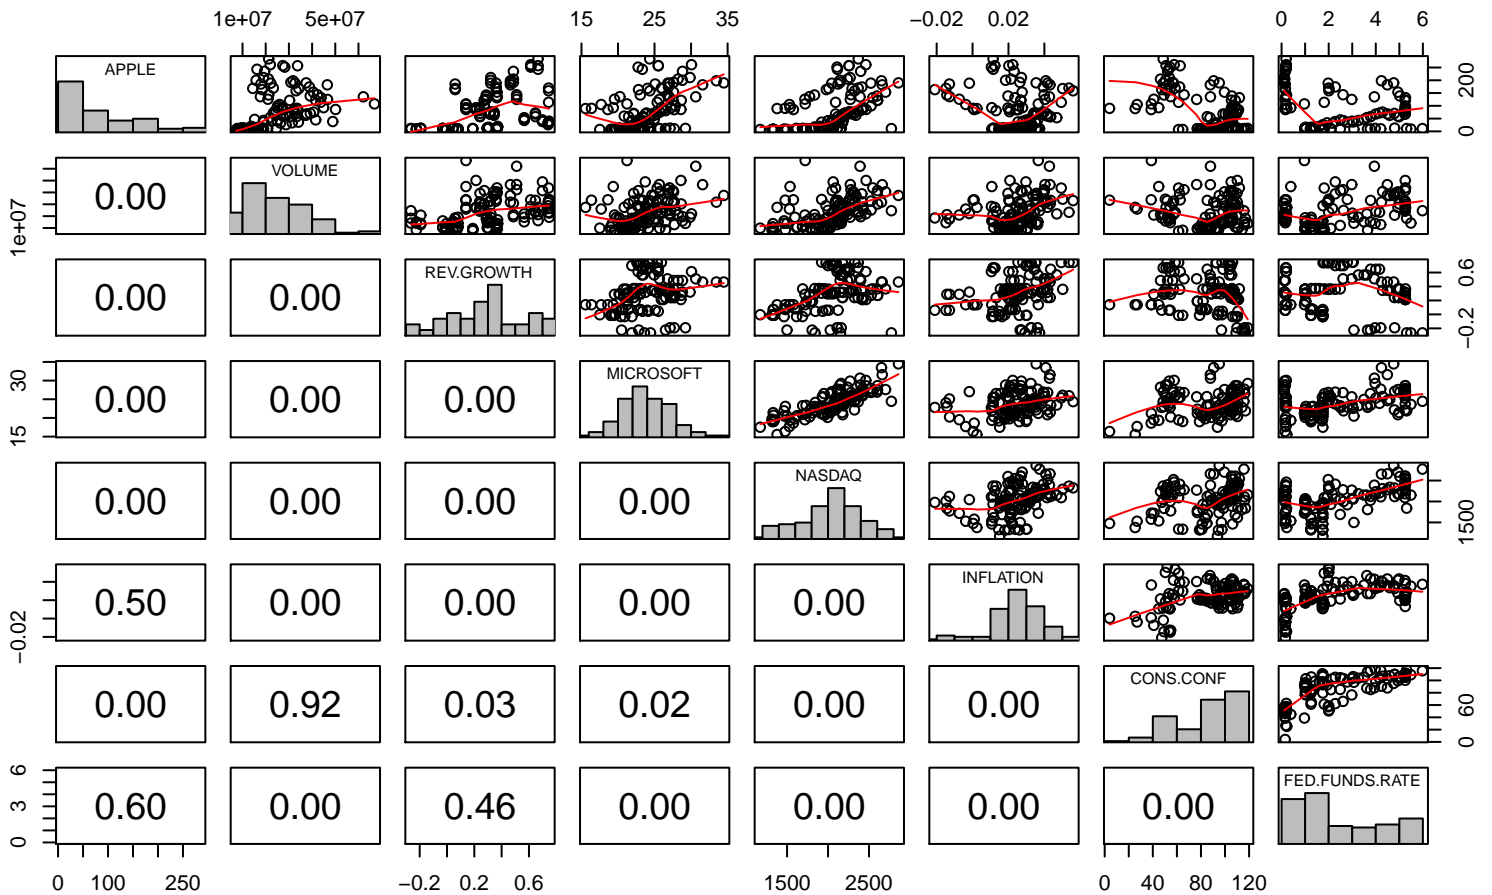 1e+07 5e+07 15 25 35 −0.02 0.02 0 2 4 6
APPLE
0 200
VOLUME
0.00
1e+07
REV.GROWTH
0.00 0.00
−0.2 0.6
MICROSOFT
0.00 0.00 0.00
15 30
NASDAQ
0.00 0.00 0.00 0.00
1500
INFLATION
0.50 0.00 0.00 0.00 0.00
−0.02
CONS.CONF
0.00 0.92 0.03 0.02 0.00 0.00
0 60
FED.FUNDS.RATE
0.60 0.00 0.46 0.00 0.00 0.00 0.00
0 3 6
0 100 250 −0.2 0.2 0.6 1500 2500 0 40 80 120